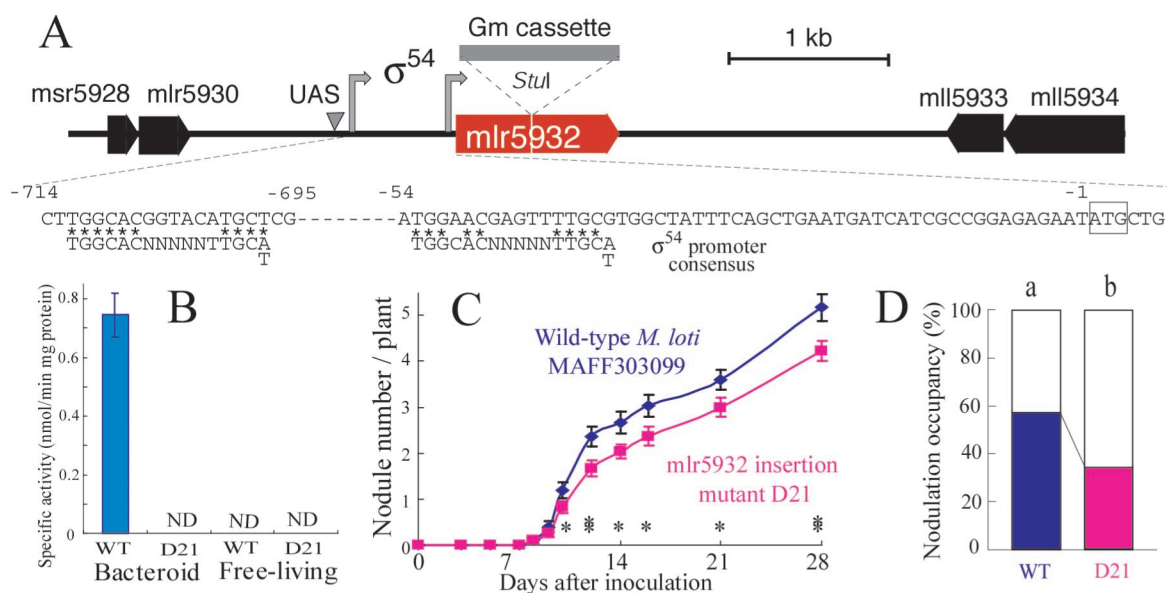 A
Gm cassette
StuI
σ54
1 kb
msr5928
mlr5930
UAS
mlr5932
mll5933
mll5934
-714
-695
-54
-1
CTTGGCACGGTACATGCTCG-------ATGGAACGAGTTTTGCGTGGCTATTTCAGCTGAATGATCATCGCCGGAGAGAATATGCTG
****** **** *** ** ****
TGGCACNNNNNTTGCA TGGCACNNNNNTTGCA
T T
σ54 promoter
consensus
B
Specific activity (nmol/min mg protein)
0.8
0.6
0.4
0.2
0
ND
ND
ND
WT
D21
WT
D21
Bacteroid
Free-living
C
Nodule number / plant
5
4
3
2
1
0
Wild-type M. loti
MAFF303099
mlr5932 insertion
mutant D21
* ** * * * **
0
7
14
21
28
Days after inoculation
D
Nodulation occupancy (%)
a
b
100
80
60
40
20
0
WT
D21